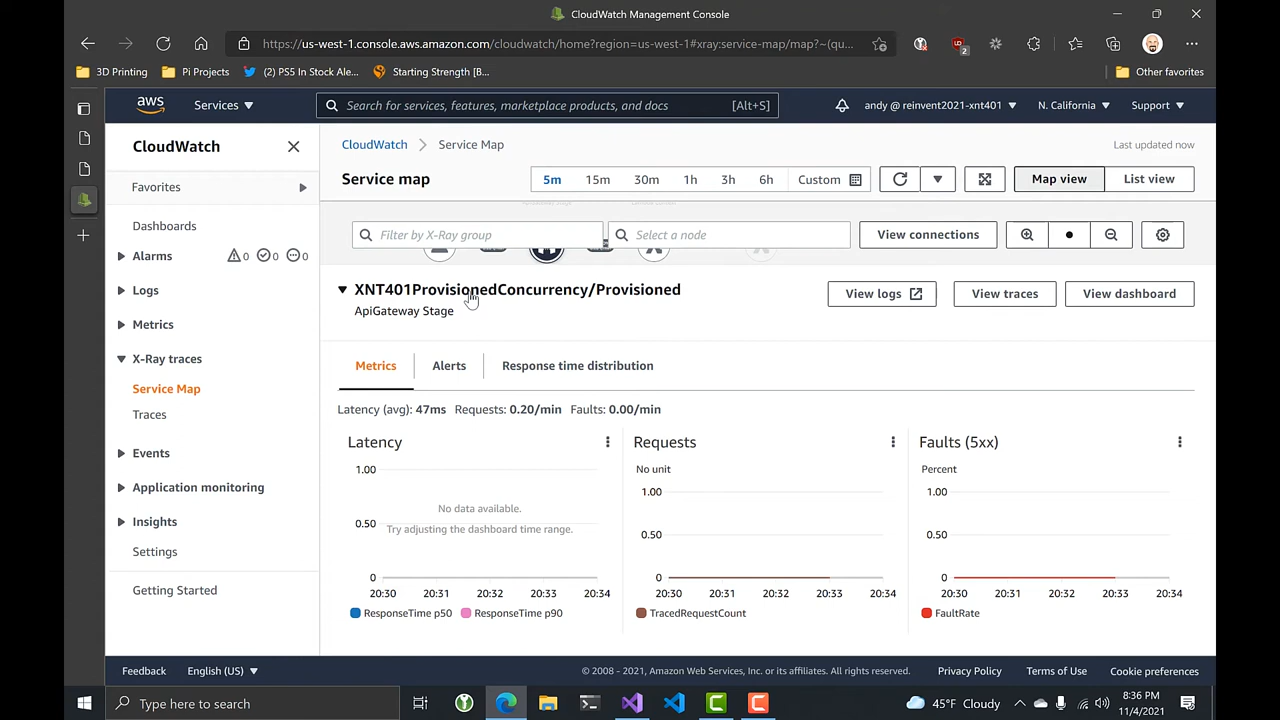 CloudWatch Management Console
https://us-west-1.console.aws.amazon.com/cloudwatch/home?region=us-west-1#xray:service-map/map?~(qu...
2
3D Printing
Pi Projects
(2) PS5 In Stock Ale...
Starting Strength [B...
Other favorites
aws
Services
Search for services, features, marketplace products, and docs
[Alt+S]
andy @ reinvent2021-xnt401
N. California
Support
CloudWatch
Favorites
Dashboards
Alarms
0
0
0
Logs
Metrics
X-Ray traces
Service Map
Traces
Events
Application monitoring
Insights
Settings
Getting Started
CloudWatch
Service Map
Last updated now
Service map
5m
15m
30m
1h
3h
6h
Custom
Map view
List view
Filter by X-Ray group
Select a node
View connections
XNT401ProvisionedConcurrency/Provisioned
ApiGateway Stage
View logs
View traces
View dashboard
Metrics
Alerts
Response time distribution
Latency (avg): 47ms Requests: 0.20/min Faults: 0.00/min
Latency
1.00
No data available.
Try adjusting the dashboard time range.
0.50
0
20:30 20:31 20:32 20:33 20:34
ResponseTime p50
ResponseTime p90
Requests
No unit
1.00
0.50
0
20:30 20:31 20:32 20:33 20:34
TracedRequestCount
Faults (5xx)
Percent
1.00
0.50
0
20:30 20:31 20:32 20:33 20:34
FaultRate
Feedback
English (US)
© 2008 - 2021, Amazon Web Services, Inc. or its affiliates. All rights reserved.
Privacy Policy
Terms of Use
Cookie preferences
Type here to search
45°F Cloudy
8:36 PM
11/4/2021